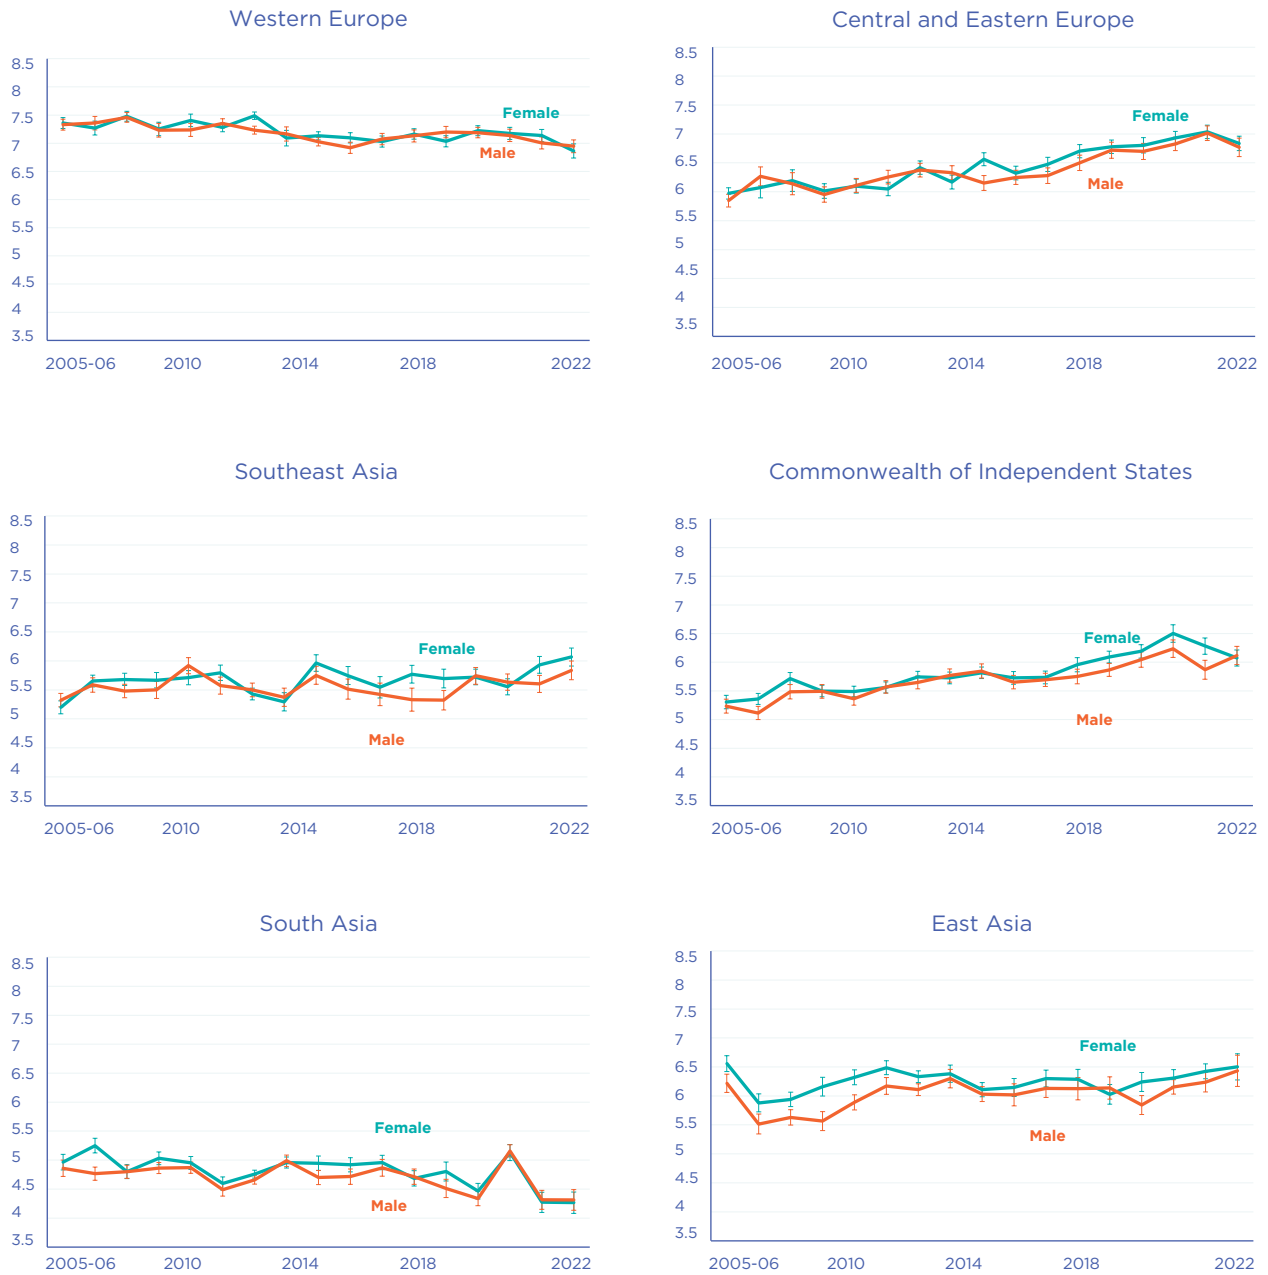 Western Europe
8.5
8
7.5
7
6.5
6
5.5
5
4.5
4
3.5
Female
Male
2005-06 2010 2014 2018 2022
Central and Eastern Europe
8.5
8
7.5
7
6.5
6
5.5
5
4.5
4
3.5
Female
Male
2005-06 2010 2014 2018 2022
Southeast Asia
8.5
8
7.5
7
6.5
6
5.5
5
4.5
4
3.5
Female
Male
2005-06 2010 2014 2018 2022
Commonwealth of Independent States
8.5
8
7.5
7
6.5
6
5.5
5
4.5
4
3.5
Female
Male
2005-06 2010 2014 2018 2022
South Asia
8.5
8
7.5
7
6.5
6
5.5
5
4.5
4
3.5
Female
Male
2005-06 2010 2014 2018 2022
East Asia
8.5
8
7.5
7
6.5
6
5.5
5
4.5
4
3.5
Female
Male
2005-06 2010 2014 2018 2022